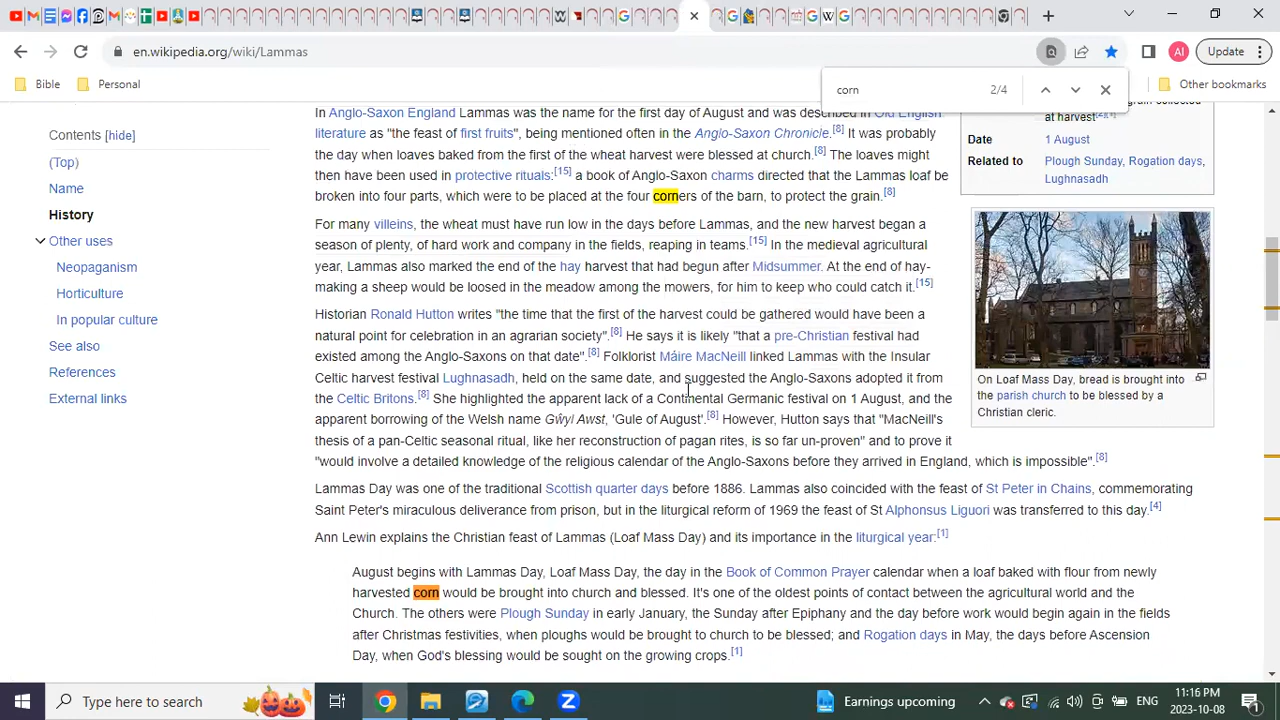 en.wikipedia.org/wiki/Lammas
Update
Bible
Personal
corn
2/4
Other bookmarks
Contents [hide]
(Top)
Name
History
Other uses
Neopaganism
Horticulture
In popular culture
See also
References
External links
In Anglo-Saxon England Lammas was the name for the first day of August and was described in Old English
literature as "the feast of first fruits", being mentioned often in the Anglo-Saxon Chronicle.[8] It was probably
the day when loaves baked from the first of the wheat harvest were blessed at church.[8] The loaves might
then have been used in protective rituals:[15] a book of Anglo-Saxon charms directed that the Lammas loaf be
broken into four parts, which were to be placed at the four corners of the barn, to protect the grain.[8]
For many villeins, the wheat must have run low in the days before Lammas, and the new harvest began a
season of plenty, of hard work and company in the fields, reaping in teams.[15] In the medieval agricultural
year, Lammas also marked the end of the hay harvest that had begun after Midsummer. At the end of hay-
making a sheep would be loosed in the meadow among the mowers, for him to keep who could catch it.[15]
Historian Ronald Hutton writes "the time that the first of the harvest could be gathered would have been a
natural point for celebration in an agrarian society".[8] He says it is likely "that a pre-Christian festival had
existed among the Anglo-Saxons on that date".[8] Folklorist Máire MacNeill linked Lammas with the Insular
Celtic harvest festival Lughnasadh, held on the same date, and suggested the Anglo-Saxons adopted it from
the Celtic Britons.[8] She highlighted the apparent lack of a Continental Germanic festival on 1 August, and the
apparent borrowing of the Welsh name Gŵyl Awst, 'Gule of August'.[8] However, Hutton says that "MacNeill's
thesis of a pan-Celtic seasonal ritual, like her reconstruction of pagan rites, is so far un-proven" and to prove it
"would involve a detailed knowledge of the religious calendar of the Anglo-Saxons before they arrived in England, which is impossible".[8]
Lammas Day was one of the traditional Scottish quarter days before 1886. Lammas also coincided with the feast of St Peter in Chains, commemorating
Saint Peter's miraculous deliverance from prison, but in the liturgical reform of 1969 the feast of St Alphonsus Liguori was transferred to this day.[4]
Ann Lewin explains the Christian feast of Lammas (Loaf Mass Day) and its importance in the liturgical year:[1]
August begins with Lammas Day, Loaf Mass Day, the day in the Book of Common Prayer calendar when a loaf baked with flour from newly
harvested corn would be brought into church and blessed. It's one of the oldest points of contact between the agricultural world and the
Church. The others were Plough Sunday in early January, the Sunday after Epiphany and the day before work would begin again in the fields
after Christmas festivities, when ploughs would be brought to church to be blessed; and Rogation days in May, the days before Ascension
Day, when God's blessing would be sought on the growing crops.[1]
at harvest[2]
Date
1 August
Related to
Plough Sunday, Rogation days,
Lughnasadh
On Loaf Mass Day, bread is brought into
the parish church to be blessed by a
Christian cleric.
Type here to search
Earnings upcoming
ENG
11:16 PM
2023-10-08